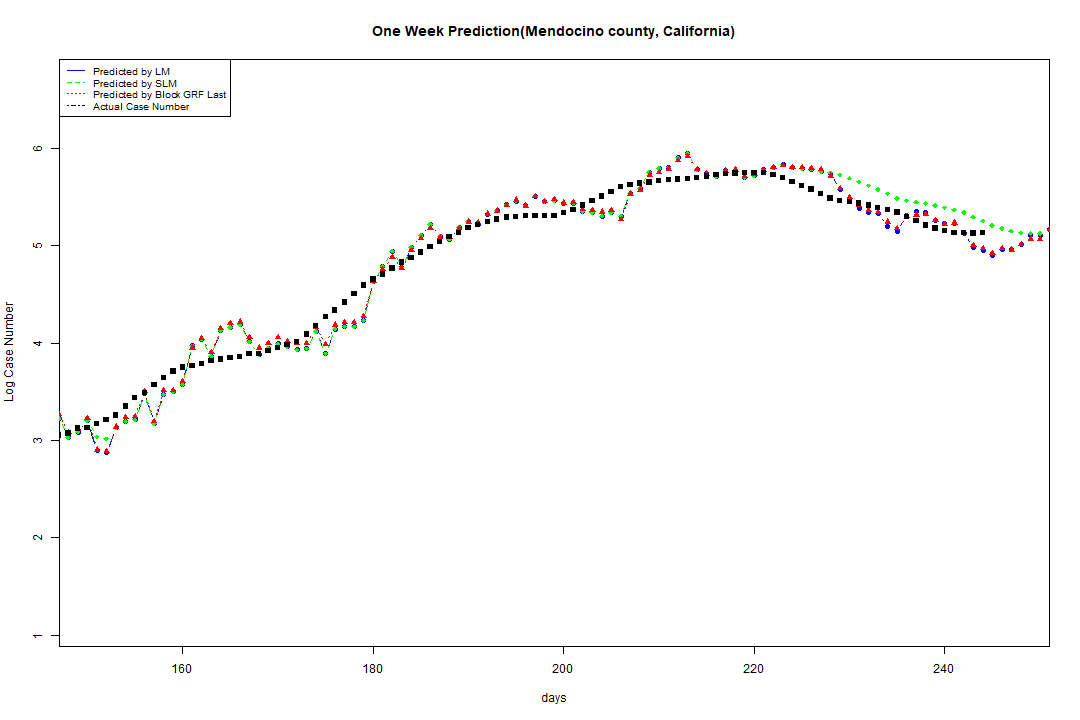 One Week Prediction(Mendocino county, California)
Predicted by LM
Predicted by SLM
Predicted by Block GRF Last
Actual Case Number
6
5
4
3
2
1
Log Case Number
160 180 200 220 240
days